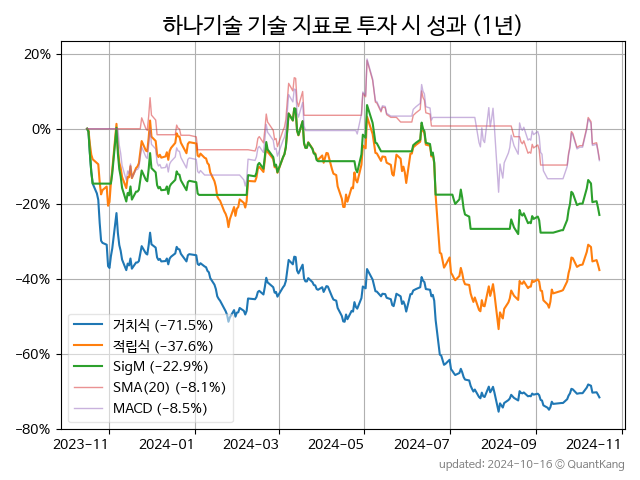 하나기술 기술 지표로 투자 시 성과 (1년)
20%
0%
−20%
−40%
−60%
−80%
거치식 (−71.5%)
적립식 (−37.6%)
SigM (−22.9%)
SMA(20) (−8.1%)
MACD (−8.5%)
2023-11 2024-01 2024-03 2024-05 2024-07 2024-09 2024-11
updated: 2024-10-16 © QuantKang